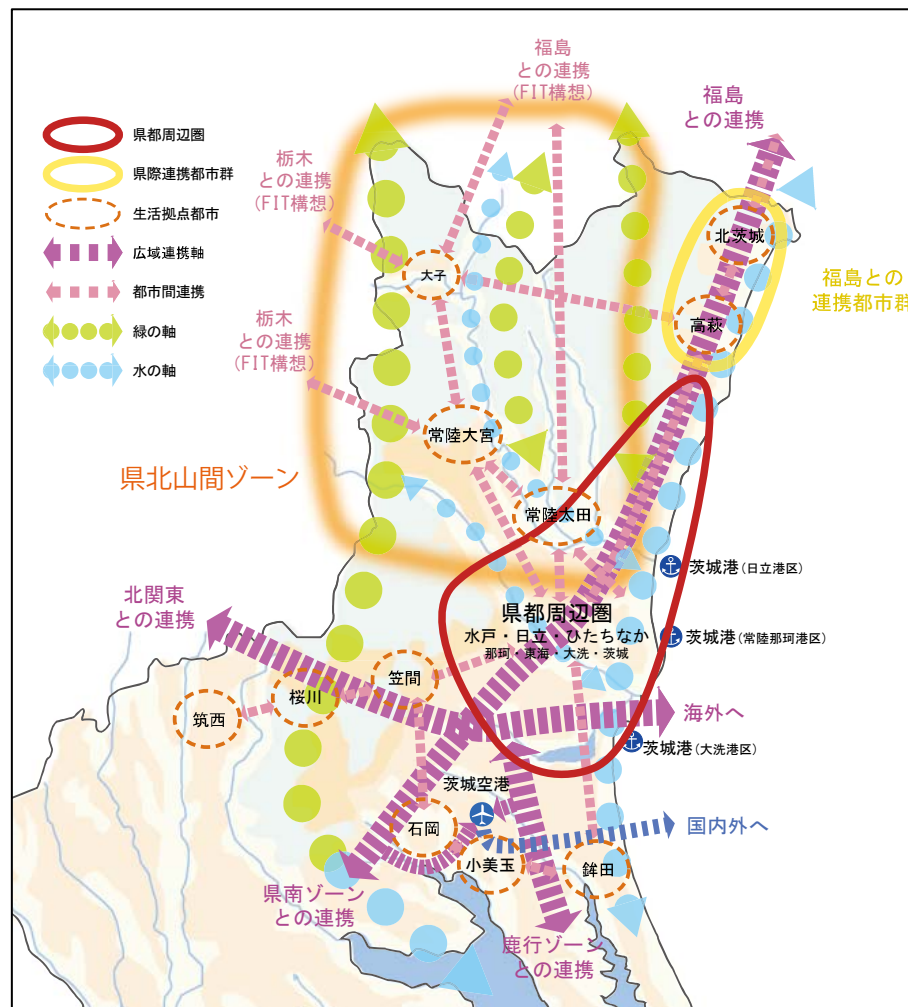 福島
との連携
(FIT構想)
福島
との連携
県都周辺圏
県際連携都市群
生活拠点都市
広域連携軸
都市間連携
緑の軸
水の軸
栃木
との連携
(FIT構想)
北茨城
大子
福島との
連携都市群
高萩
栃木
との連携
(FIT構想)
常陸大宮
県北山間ゾーン
常陸太田
茨城港(日立港区)
北関東
との連携
県都周辺圏
水戸・日立・ひたちなか
那珂・東海・大洗・茨城
茨城港(常陸那珂港区)
笠間
桜川
筑西
海外へ
茨城港(大洗港区)
茨城空港
石岡
国内外へ
小美玉
鉾田
県南ゾーン
との連携
鹿行ゾーン
との連携